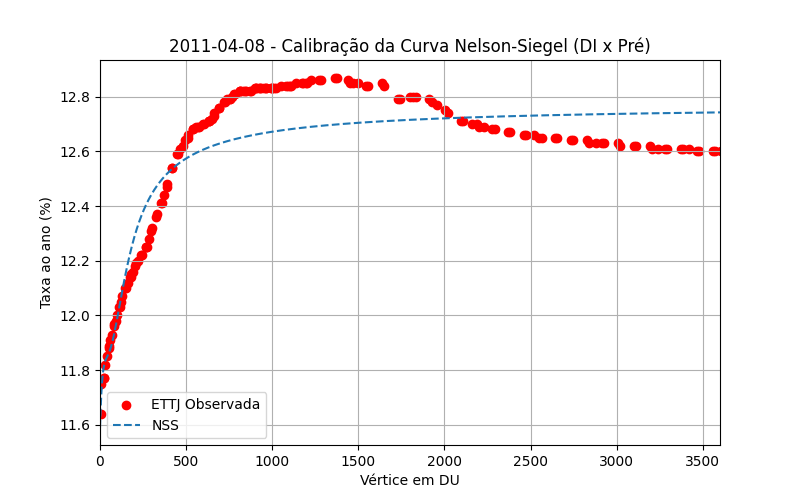 2011-04-08 - Calibração da Curva Nelson-Siegel (DI x Pré)
Taxa ao ano (%)
12.8
12.6
12.4
12.2
12.0
11.8
11.6
ETTJ Observada
NSS
0 500 1000 1500 2000 2500 3000 3500
Vértice em DU